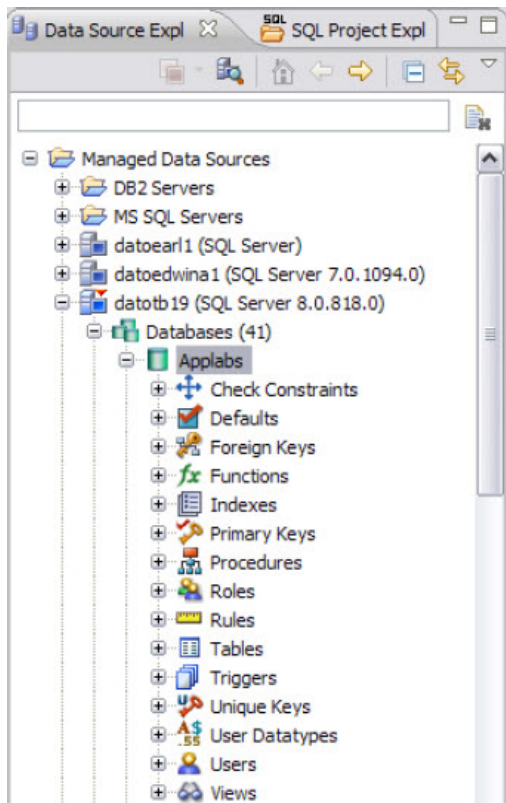 Data Source Expl
SQL
SQL Project Expl
Managed Data Sources
DB2 Servers
MS SQL Servers
datoearl1 (SQL Server)
datoedwina1 (SQL Server 7.0.1094.0)
datotb19 (SQL Server 8.0.818.0)
Databases (41)
Applabs
Check Constraints
Defaults
Foreign Keys
fx Functions
Indexes
Primary Keys
Procedures
Roles
Rules
Tables
Triggers
Unique Keys
A$ .55 User Datatypes
Users
Views